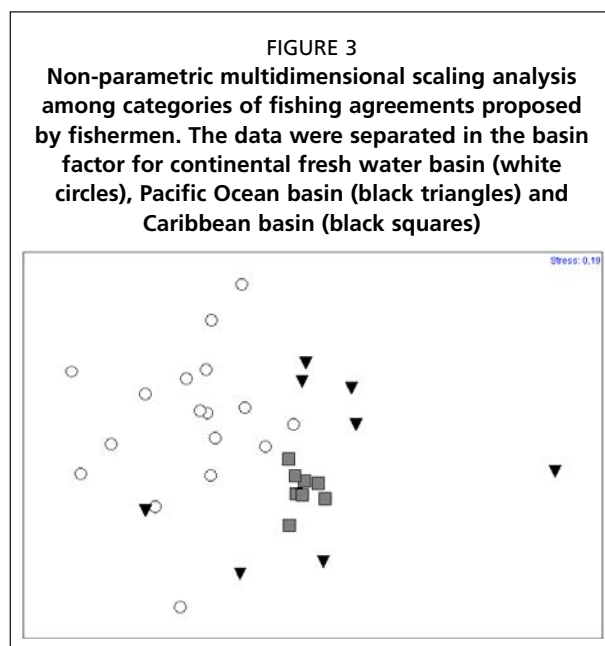 FIGURE 3
Non-parametric multidimensional scaling analysis
among categories of fishing agreements proposed
by fishermen. The data were separated in the basin
factor for continental fresh water basin (white
circles), Pacific Ocean basin (black triangles) and
Caribbean basin (black squares)
Stress: 0,19